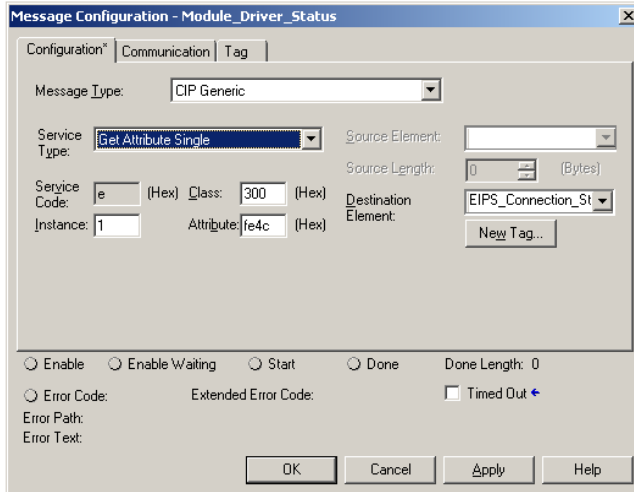 Message Configuration - Module_Driver_Status
Configuration* Communication Tag
Message Type: CIP Generic
Service Type: Get Attribute Single
Source Element:
Source Length: 0 (Bytes)
Service Code: e (Hex) Class: 300 (Hex)
Destination Element: EIPS_Connection_St
Instance: 1 Attribute: fe4c (Hex)
New Tag...
Enable Enable Waiting Start Done Done Length: 0
Error Code: Extended Error Code: Timed Out
Error Path:
Error Text:
OK Cancel Apply Help